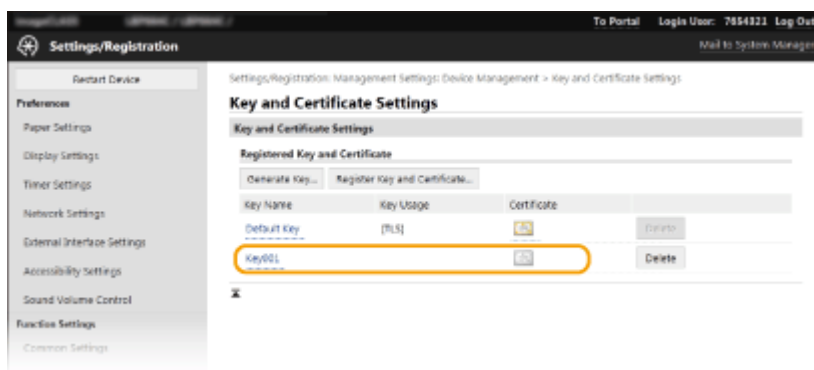 To Portal Login User: 7654321 Log Out
Settings/Registration
Mail to System Manager
Restart Device
Preferences
Paper Settings
Display Settings
Timer Settings
Network Settings
External Interface Settings
Accessibility Settings
Sound Volume Control
Function Settings
Common Settings
Settings/Registration: Management Settings: Device Management > Key and Certificate Settings
Key and Certificate Settings
Key and Certificate Settings
Registered Key and Certificate
Generate Key... Register Key and Certificate...
Key Name Key Usage Certificate
Default Key [TLS] Delete
Key001 Delete